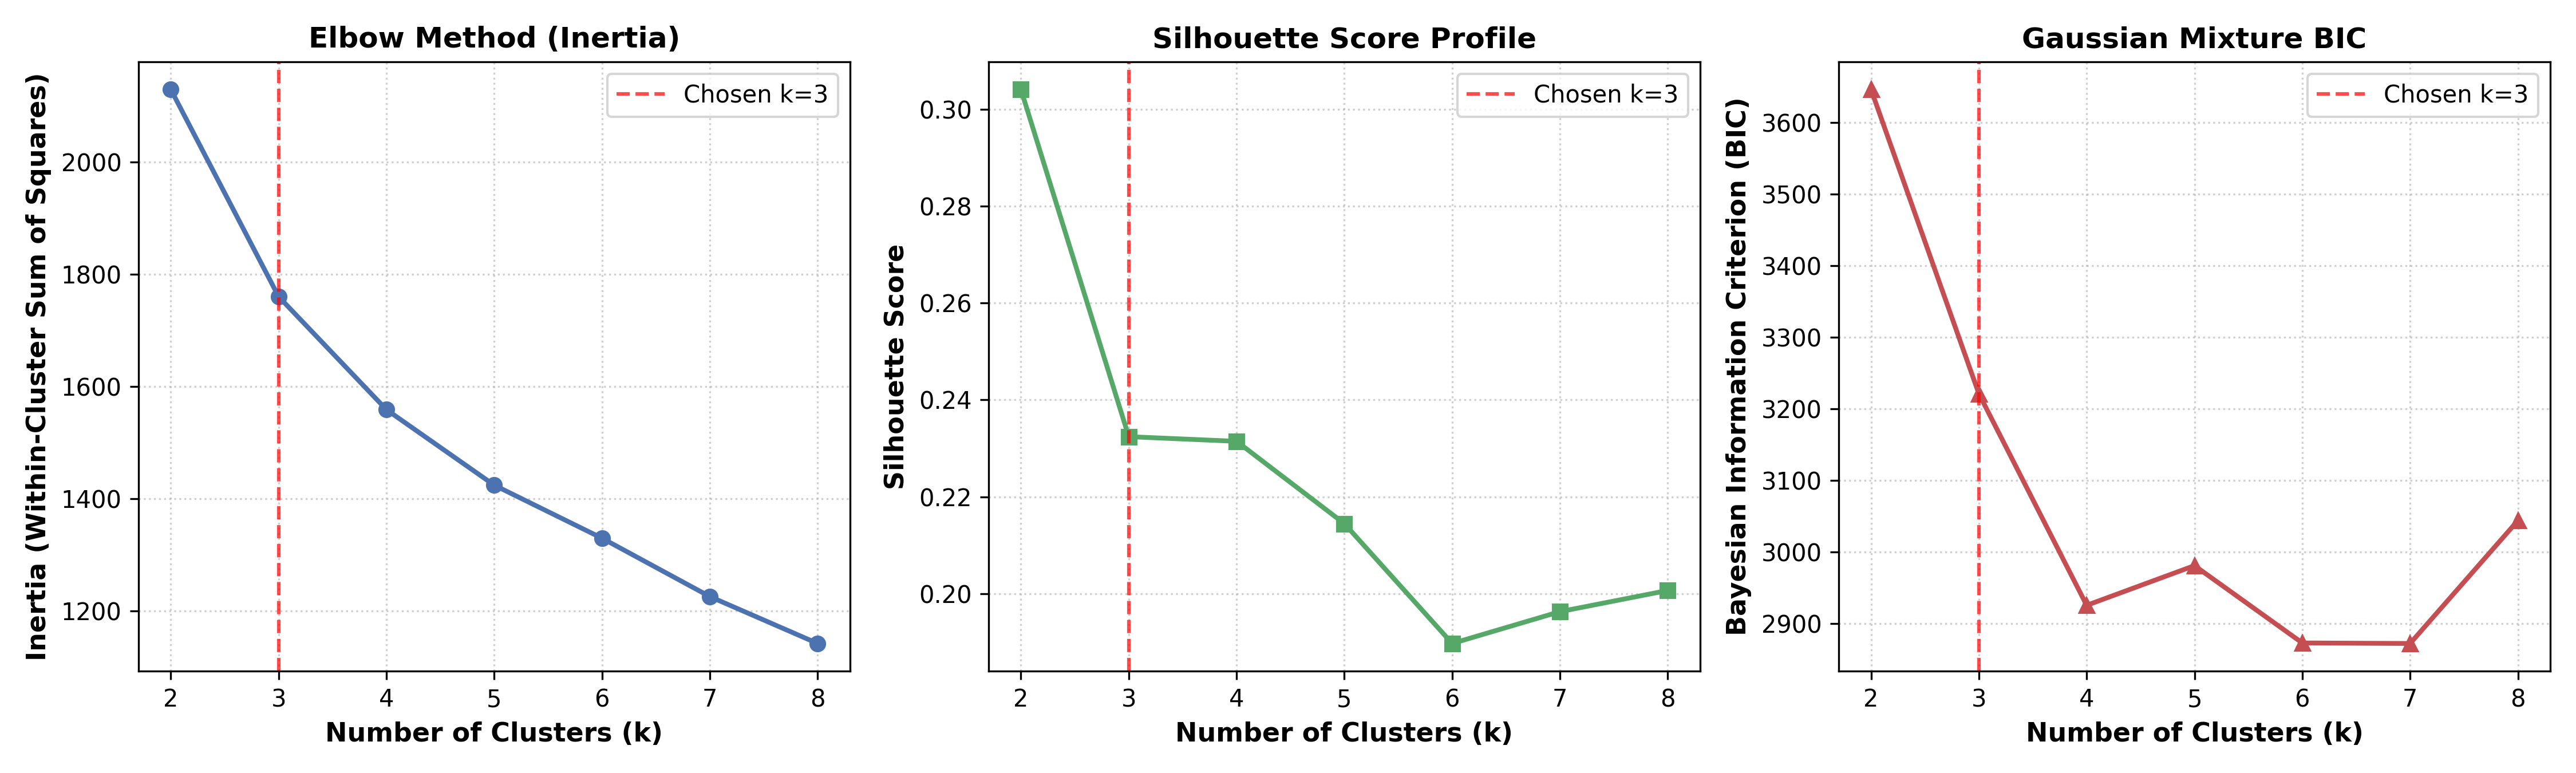 Elbow Method (Inertia)
Inertia (Within-Cluster Sum of Squares)
2000
1800
1600
1400
1200
Chosen k=3
2 3 4 5 6 7 8
Number of Clusters (k)
Silhouette Score Profile
Silhouette Score
0.30
0.28
0.26
0.24
0.22
0.20
Chosen k=3
2 3 4 5 6 7 8
Number of Clusters (k)
Gaussian Mixture BIC
Bayesian Information Criterion (BIC)
3600
3500
3400
3300
3200
3100
3000
2900
Chosen k=3
2 3 4 5 6 7 8
Number of Clusters (k)